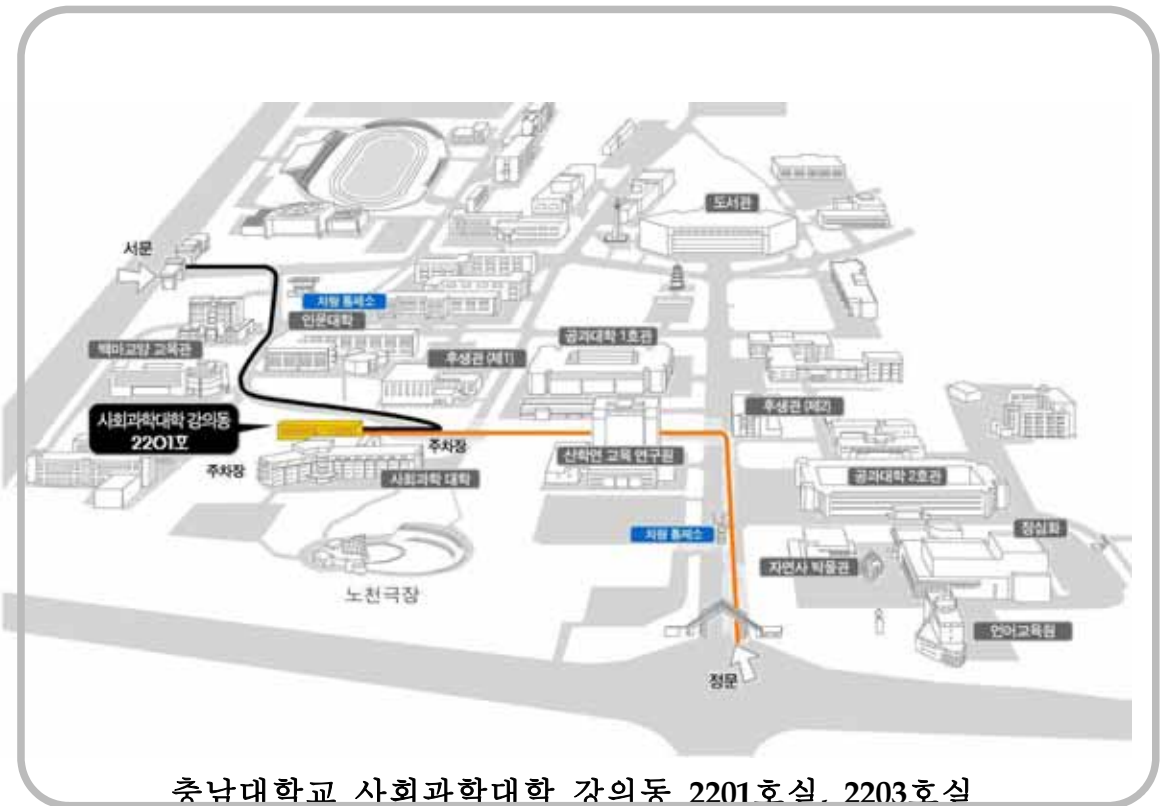 도서관
서문
차량 통제소
인문대학
공과대학 1호관
백마교양 교육관
후생관 (제1)
후생관 (제2)
사회과학대학 강의동
2201호
주차장
산학연 교육 연구원
주차장
사회과학 대학
공과대학 2호관
차량 통제소
정심화
자연사 박물관
노천극장
언어교육원
정문
충남대학교 사회과학대학 강의동 2201호실, 2203호실